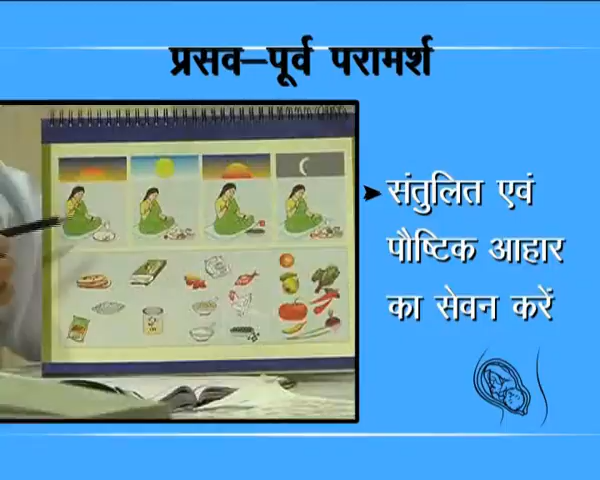 प्रसव–पूर्व परामर्श
संतुलित एवं
पौष्टिक आहार
का सेवन करें